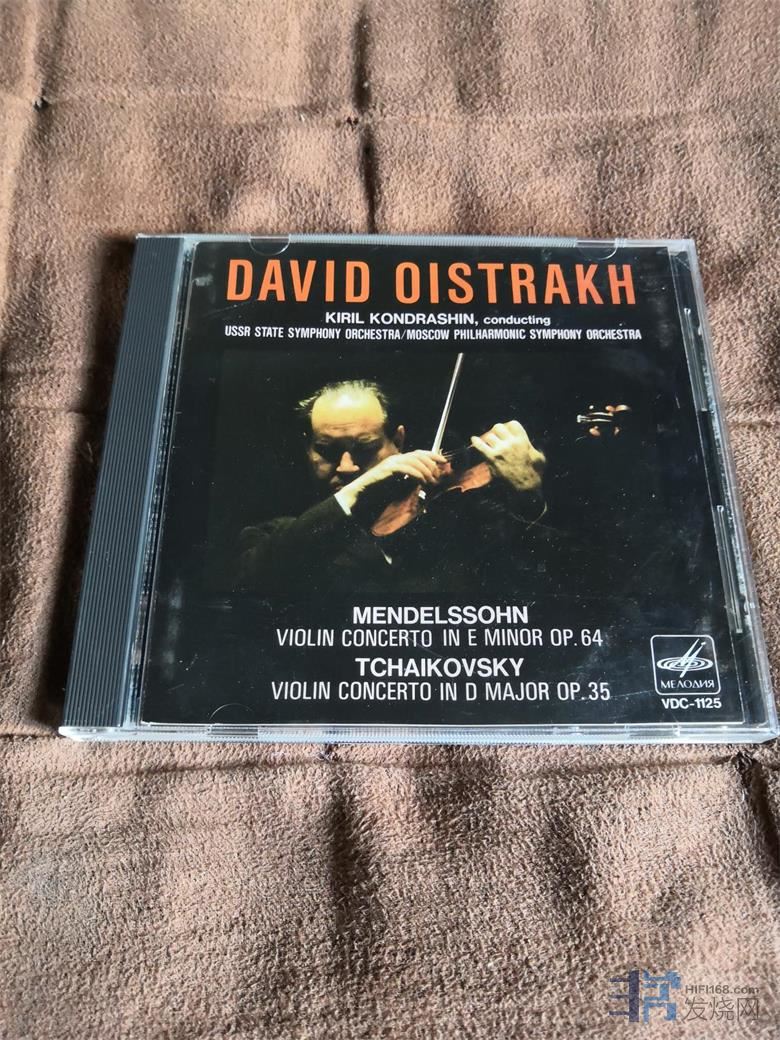 DAVID OISTRAKH
KIRIL KONDRASHIN, conducting
USSR STATE SYMPHONY ORCHESTRA/MOSCOW PHILHARMONIC SYMPHONY ORCHESTRA
MENDELSSOHN
VIOLIN CONCERTO IN E MINOR OP.64
TCHAIKOVSKY
VIOLIN CONCERTO IN D MAJOR OP.35
МЕЛОДИЯ
VDC-1125
HIFI168.com
发烧网